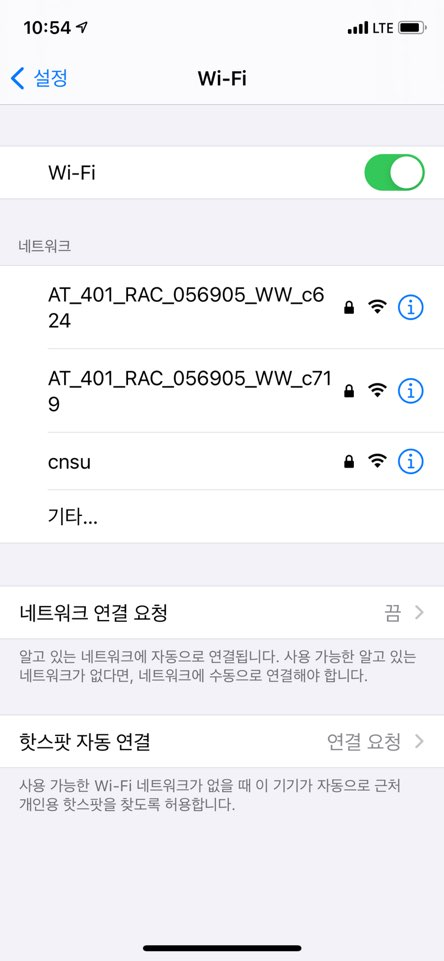 10:54
LTE
설정
Wi-Fi
Wi-Fi
네트워크
AT_401_RAC_056905_WW_c6
24
AT_401_RAC_056905_WW_c71
9
cnsu
기타...
네트워크 연결 요청 끔
알고 있는 네트워크에 자동으로 연결됩니다. 사용 가능한 알고 있는
네트워크가 없다면, 네트워크에 수동으로 연결해야 합니다.
핫스팟 자동 연결 연결 요청
사용 가능한 Wi-Fi 네트워크가 없을 때 이 기기가 자동으로 근처
개인용 핫스팟을 찾도록 허용합니다.